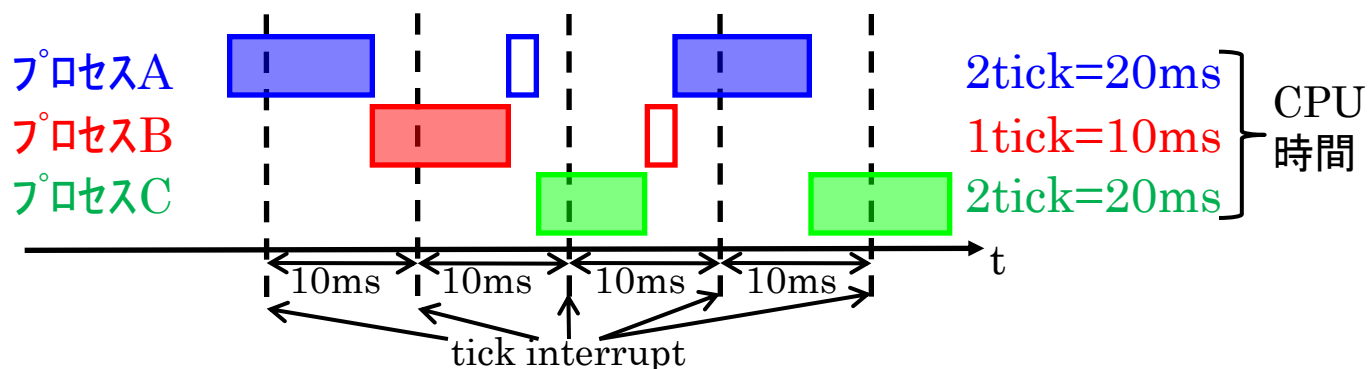 プロセスA
2tick=20ms
プロセスB
1tick=10ms
プロセスC
2tick=20ms
CPU
時間
t
10ms
10ms
10ms
10ms
tick interrupt